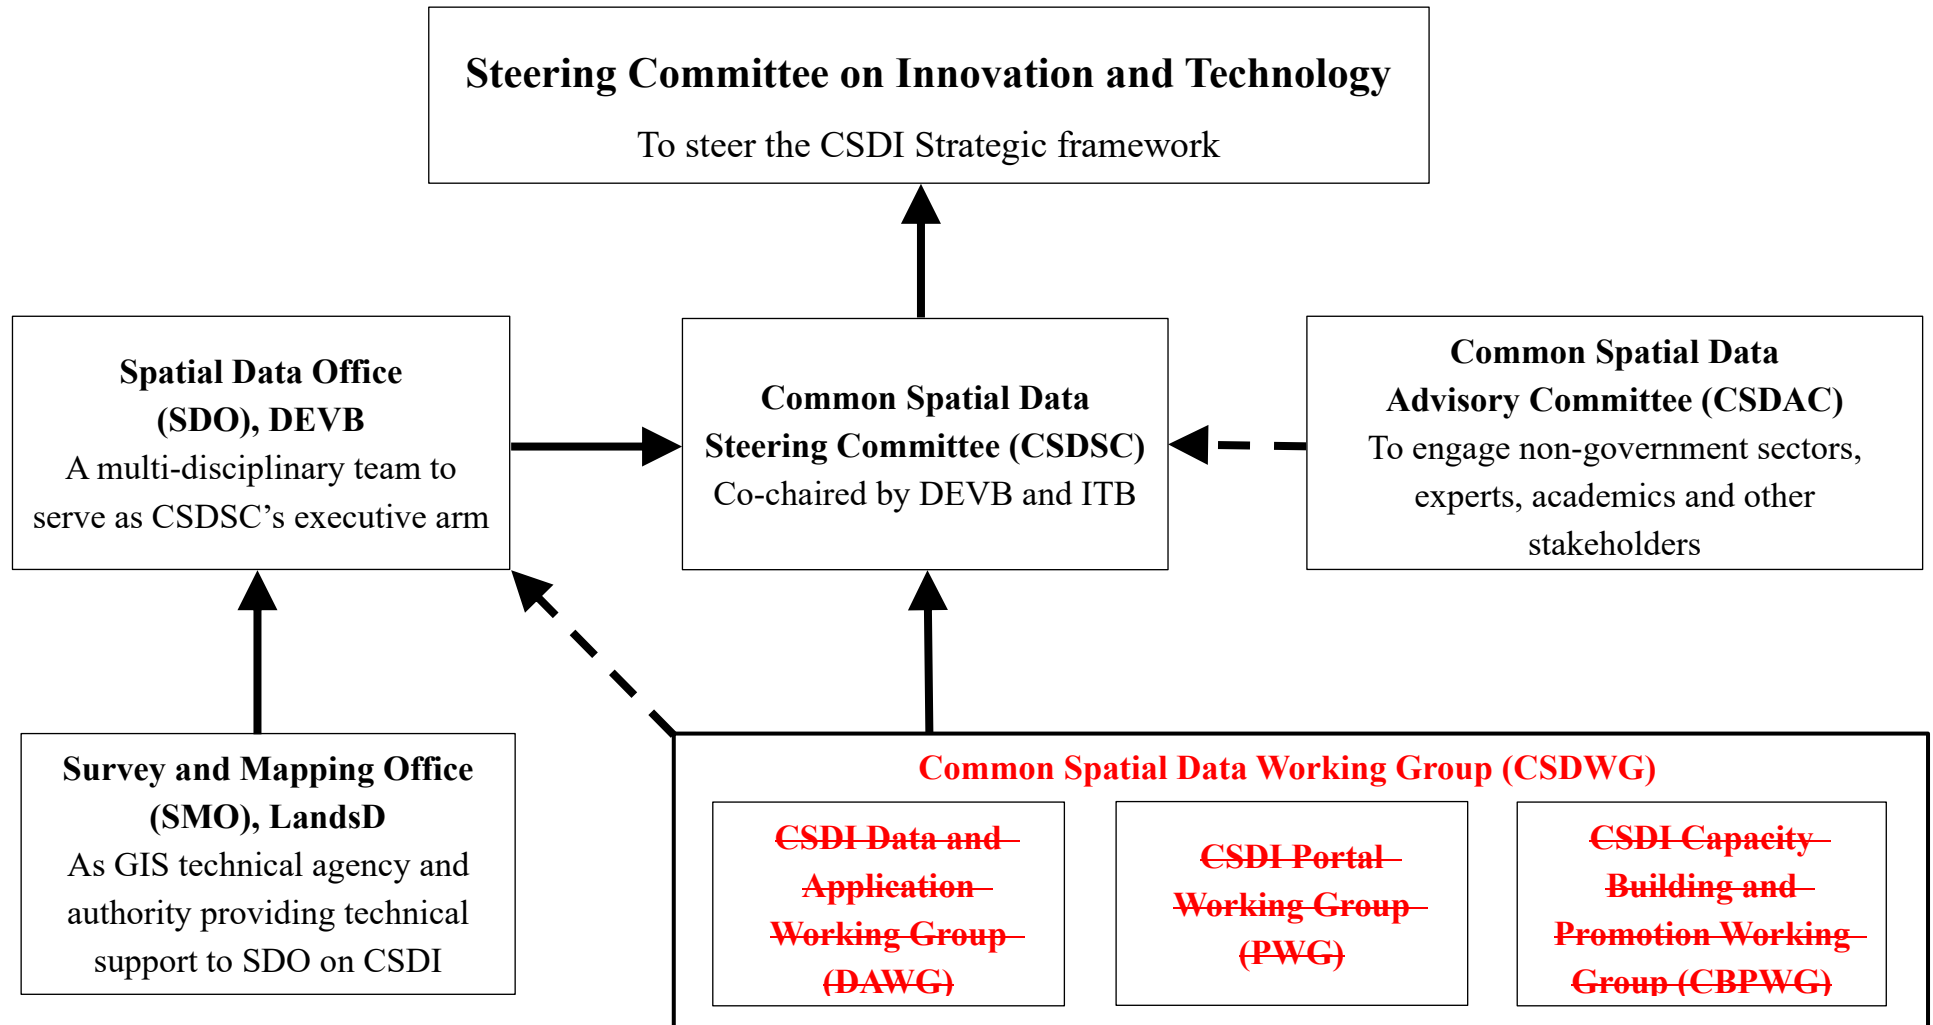 Steering Committee on Innovation and Technology
To steer the CSDI Strategic framework
Spatial Data Office
(SDO), DEVB
A multi-disciplinary team to
serve as CSDSC’s executive arm
Common Spatial Data
Steering Committee (CSDSC)
Co-chaired by DEVB and ITB
Common Spatial Data
Advisory Committee (CSDAC)
To engage non-government sectors,
experts, academics and other
stakeholders
Survey and Mapping Office
(SMO), LandsD
As GIS technical agency and
authority providing technical
support to SDO on CSDI
Common Spatial Data Working Group (CSDWG)
CSDI Data and
Application
Working Group
(DAWG)
CSDI Portal
Working Group
(PWG)
CSDI Capacity
Building and
Promotion Working
Group (CBPWG)